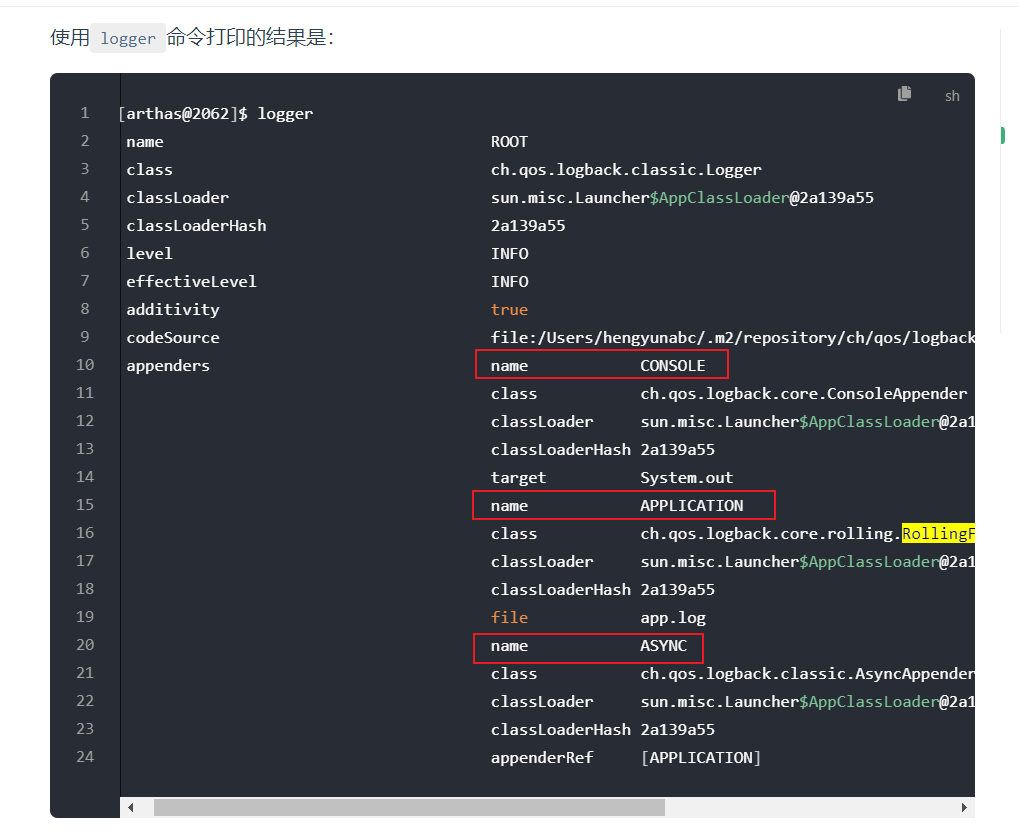 使用 logger 命令打印的结果是：
sh
1 [arthas@2062]$ logger
2 name ROOT
3 class ch.qos.logback.classic.Logger
4 classLoader sun.misc.Launcher$AppClassLoader@2a139a55
5 classLoaderHash 2a139a55
6 level INFO
7 effectiveLevel INFO
8 additivity true
9 codeSource file:/Users/hengyunabc/.m2/repository/ch/qos/logback
10 appenders name CONSOLE
11 class ch.qos.logback.core.ConsoleAppender
12 classLoader sun.misc.Launcher$AppClassLoader@2a1
13 classLoaderHash 2a139a55
14 target System.out
15 name APPLICATION
16 class ch.qos.logback.core.rolling.RollingF
17 classLoader sun.misc.Launcher$AppClassLoader@2a1
18 classLoaderHash 2a139a55
19 file app.log
20 name ASYNC
21 class ch.qos.logback.classic.AsyncAppender
22 classLoader sun.misc.Launcher$AppClassLoader@2a1
23 classLoaderHash 2a139a55
24 appenderRef [APPLICATION]